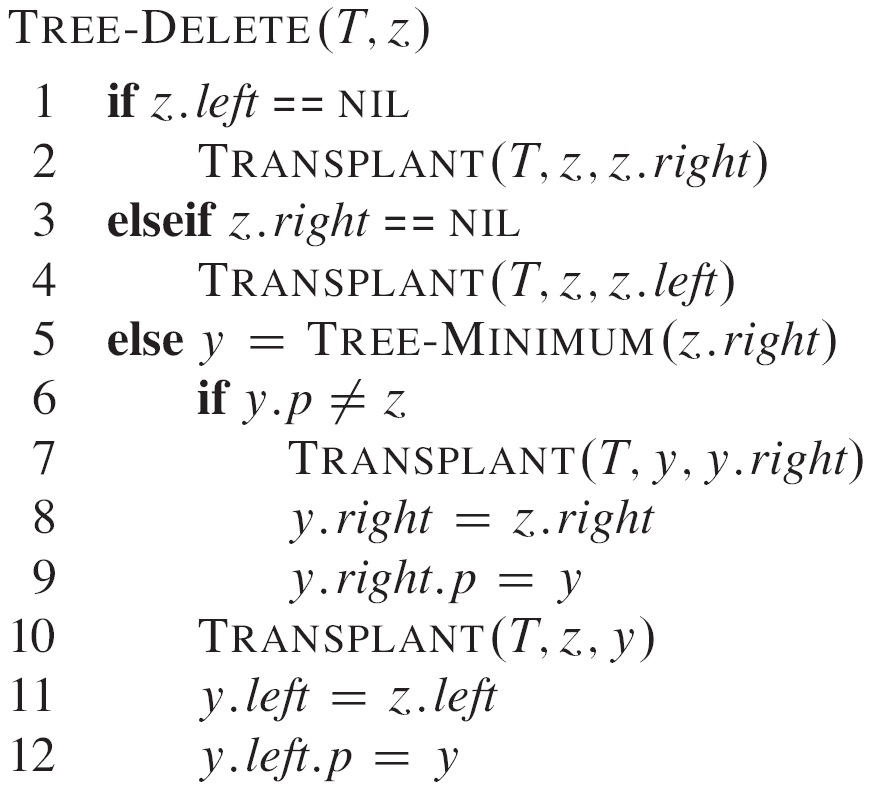 TREE-DELETE(T, z)
1 if z.left == NIL
2 TRANSPLANT(T, z, z.right)
3 elseif z.right == NIL
4 TRANSPLANT(T, z, z.left)
5 else y = TREE-MINIMUM(z.right)
6 if y.p ≠ z
7 TRANSPLANT(T, y, y.right)
8 y.right = z.right
9 y.right.p = y
10 TRANSPLANT(T, z, y)
11 y.left = z.left
12 y.left.p = y